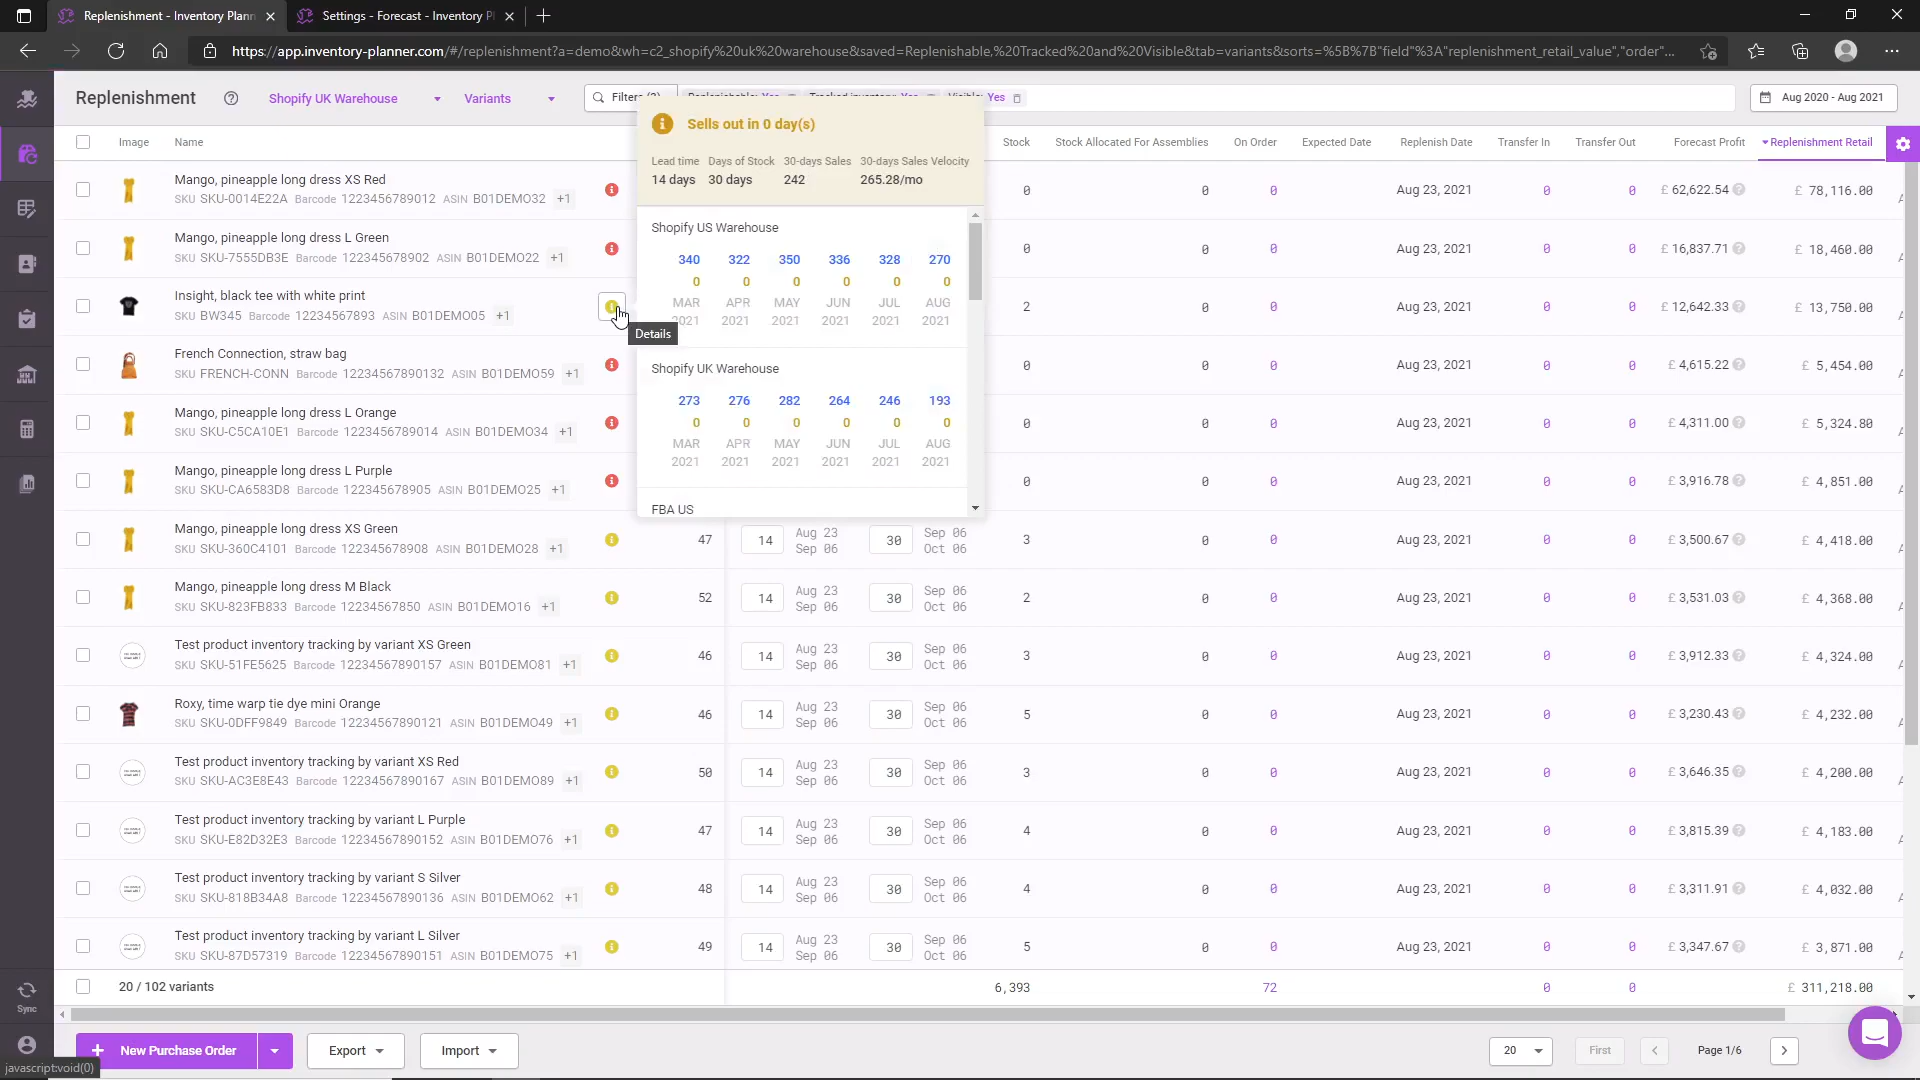 Replenishment - Inventory Plann
Settings - Forecast - Inventory Pl
https://app.inventory-planner.com/#/replenishment?a=demo&wh=c2_shopify%20uk%20warehouse&saved=Replenishable,%20Tracked%20and%20Visible&tab=variants&sorts=%5B%7B"field"%3A"replenishment_retail_value","order"...
Replenishment
Shopify UK Warehouse
Variants
Filters (3)
Replenishable: Yes
Tracked inventory: Yes
Visible: Yes
Aug 2020 - Aug 2021
Image Name Stock Stock Allocated For Assemblies On Order Expected Date Replenish Date Transfer In Transfer Out Forecast Profit Replenishment Retail
Sells out in 0 day(s)
Lead time Days of Stock 30-days Sales 30-days Sales Velocity
14 days 30 days 242 265.28/mo
Shopify US Warehouse
340 322 350 336 328 270
0 0 0 0 0 0
MAR APR MAY JUN JUL AUG
2021 2021 2021 2021 2021 2021
Shopify UK Warehouse
273 276 282 264 246 193
0 0 0 0 0 0
MAR APR MAY JUN JUL AUG
2021 2021 2021 2021 2021 2021
FBA US
Details
Mango, pineapple long dress XS Red
SKU SKU-0014E22A Barcode 1223456789012 ASIN B01DEMO32 +1
0 0 0 Aug 23, 2021 0 0 £ 62,622.54 £ 78,116.00
Mango, pineapple long dress L Green
SKU SKU-7555DB3E Barcode 122345678902 ASIN B01DEMO22 +1
0 0 0 Aug 23, 2021 0 0 £ 16,837.71 £ 18,460.00
Insight, black tee with white print
SKU BW345 Barcode 12234567893 ASIN B01DEMO05 +1
2 0 0 Aug 23, 2021 0 0 £ 12,642.33 £ 13,750.00
French Connection, straw bag
SKU FRENCH-CONN Barcode 12234567890132 ASIN B01DEMO59 +1
0 0 0 Aug 23, 2021 0 0 £ 4,615.22 £ 5,454.00
Mango, pineapple long dress L Orange
SKU SKU-C5CA10E1 Barcode 1223456789014 ASIN B01DEMO34 +1
0 0 0 Aug 23, 2021 0 0 £ 4,311.00 £ 5,324.80
Mango, pineapple long dress L Purple
SKU SKU-CA6583D8 Barcode 122345678905 ASIN B01DEMO25 +1
0 0 0 Aug 23, 2021 0 0 £ 3,916.78 £ 4,851.00
Mango, pineapple long dress XS Green
SKU SKU-360C4101 Barcode 122345678908 ASIN B01DEMO28 +1
47 14 Aug 23 Sep 06 30 Sep 06 Oct 06 3 0 0 Aug 23, 2021 0 0 £ 3,500.67 £ 4,418.00
Mango, pineapple long dress M Black
SKU SKU-823FB833 Barcode 12234567850 ASIN B01DEMO16 +1
52 14 Aug 23 Sep 06 30 Sep 06 Oct 06 2 0 0 Aug 23, 2021 0 0 £ 3,531.03 £ 4,368.00
Test product inventory tracking by variant XS Green
SKU SKU-51FE5625 Barcode 12234567890157 ASIN B01DEMO81 +1
46 14 Aug 23 Sep 06 30 Sep 06 Oct 06 3 0 0 Aug 23, 2021 0 0 £ 3,912.33 £ 4,324.00
Roxy, time warp tie dye mini Orange
SKU SKU-0DFF9849 Barcode 12234567890121 ASIN B01DEMO49 +1
46 14 Aug 23 Sep 06 30 Sep 06 Oct 06 5 0 0 Aug 23, 2021 0 0 £ 3,230.43 £ 4,232.00
Test product inventory tracking by variant XS Red
SKU SKU-AC3E8E43 Barcode 12234567890167 ASIN B01DEMO89 +1
50 14 Aug 23 Sep 06 30 Sep 06 Oct 06 3 0 0 Aug 23, 2021 0 0 £ 3,646.35 £ 4,200.00
Test product inventory tracking by variant L Purple
SKU SKU-E82D32E3 Barcode 12234567890152 ASIN B01DEMO76 +1
47 14 Aug 23 Sep 06 30 Sep 06 Oct 06 4 0 0 Aug 23, 2021 0 0 £ 3,815.39 £ 4,183.00
Test product inventory tracking by variant S Silver
SKU SKU-818B34A8 Barcode 12234567890136 ASIN B01DEMO62 +1
48 14 Aug 23 Sep 06 30 Sep 06 Oct 06 4 0 0 Aug 23, 2021 0 0 £ 3,311.91 £ 4,032.00
Test product inventory tracking by variant L Silver
SKU SKU-87D57319 Barcode 12234567890151 ASIN B01DEMO75 +1
49 14 Aug 23 Sep 06 30 Sep 06 Oct 06 5 0 0 Aug 23, 2021 0 0 £ 3,347.67 £ 3,871.00
20 / 102 variants 6,393 72 0 0 £ 311,218.00
Sync
New Purchase Order
Export
Import
20
First
Page 1/6
javascript:void(0)